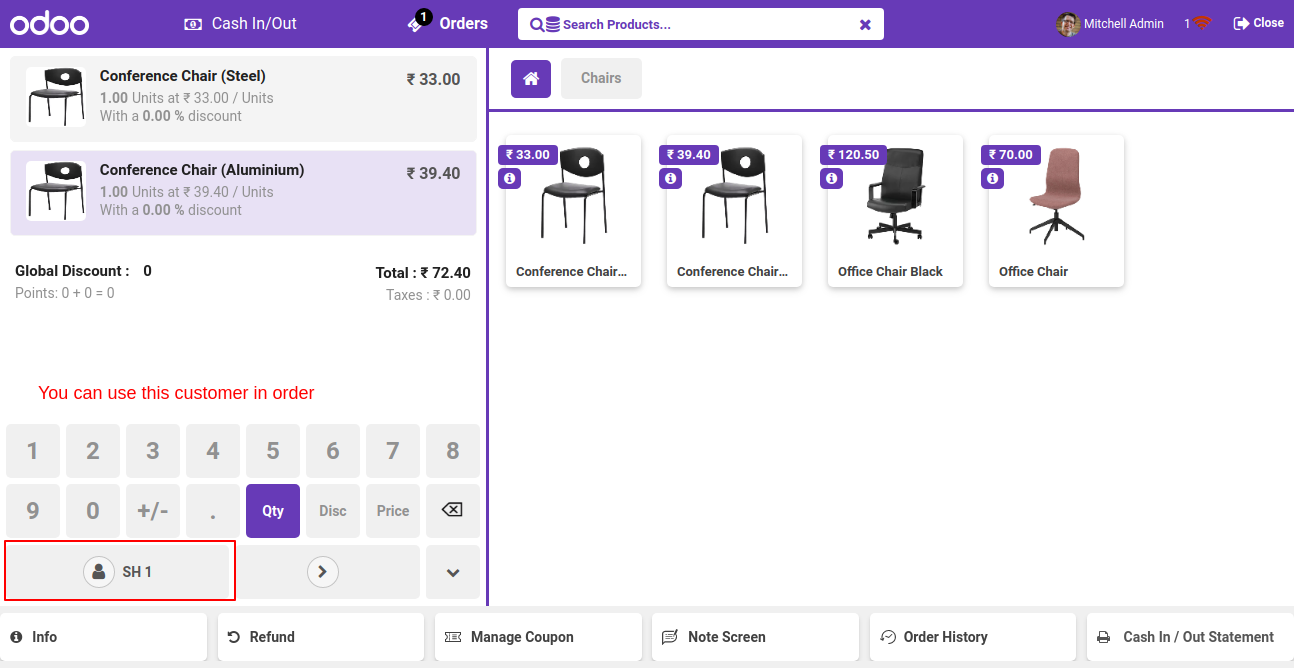 odoo
Cash In/Out
1
Orders
Search Products...
Mitchell Admin
1
Close
Conference Chair (Steel)
₹ 33.00
1.00 Units at ₹ 33.00 / Units
With a 0.00 % discount
Conference Chair (Aluminium)
₹ 39.40
1.00 Units at ₹ 39.40 / Units
With a 0.00 % discount
Global Discount : 0
Total : ₹ 72.40
Points: 0 + 0 = 0
Taxes : ₹ 0.00
You can use this customer in order
1 2 3 4 5 6 7 8
9 0 +/- . Qty Disc Price
SH 1
Chairs
₹ 33.00
Conference Chair...
₹ 39.40
Conference Chair...
₹ 120.50
Office Chair Black
₹ 70.00
Office Chair
Info
Refund
Manage Coupon
Note Screen
Order History
Cash In / Out Statement